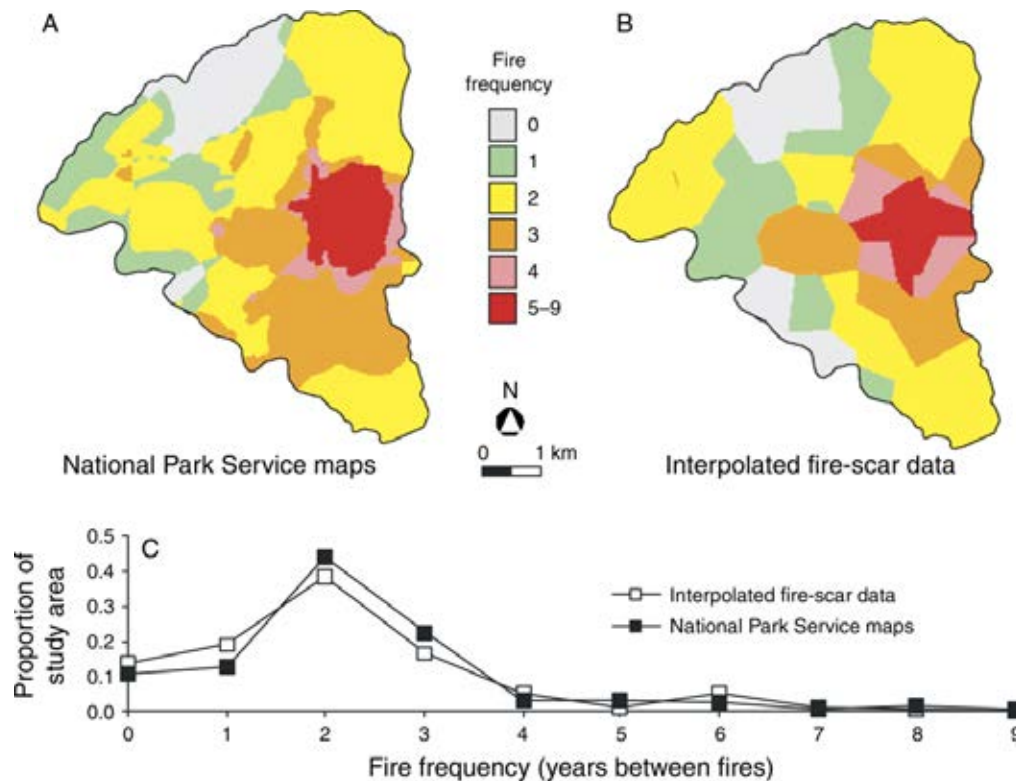 A
B
Fire
frequency
0
1
2
3
4
5–9
N
0 1 km
National Park Service maps
Interpolated fire-scar data
C
Proportion of
study area
0.5
0.4
0.3
0.2
0.1
0.0
Interpolated fire-scar data
National Park Service maps
0 1 2 3 4 5 6 7 8 9
Fire frequency (years between fires)